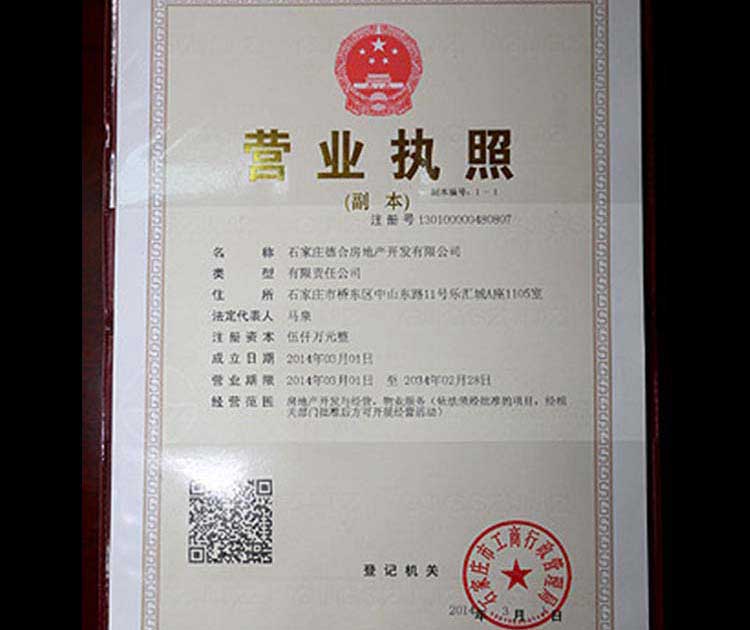 营业执照
(副 本)
副本编号：1－1
注册号 130100000480807
名 称 石家庄德合房地产开发有限公司
类 型 有限责任公司
住 所 石家庄市桥东区中山东路11号乐汇城A座1105室
法定代表人 马泉
注册资本 伍仟万元整
成立日期 2014年03月01日
营业期限 2014年03月01日 至 2034年02月28日
经营范围 房地产开发与经营，物业服务（依法须经批准的项目，经相
关部门批准后方可开展经营活动）
登记机关
石家庄市工商行政管理局
2014年 3月 日